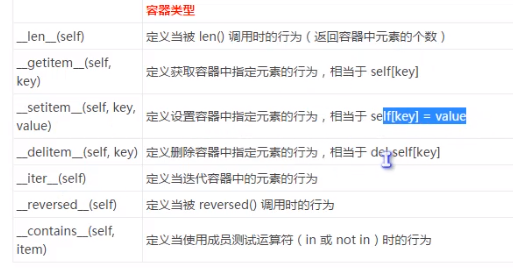 容器类型
__len__(self)
定义当被 len() 调用时的行为（返回容器中元素的个数）
__getitem__(self,
key)
定义获取容器中指定元素的行为，相当于 self[key]
__setitem__(self, key,
value)
定义设置容器中指定元素的行为，相当于 self[key] = value
__delitem__(self, key)
定义删除容器中指定元素的行为，相当于 del self[key]
__iter__(self)
定义当迭代容器中的元素的行为
__reversed__(self)
定义当被 reversed() 调用时的行为
__contains__(self,
item)
定义当使用成员测试运算符（in 或 not in）时的行为